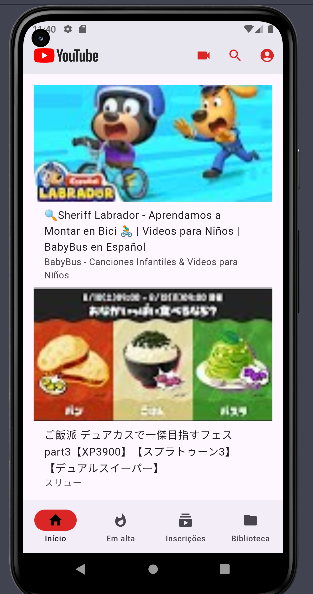 YouTube
Español
LABRADOR
🔍Sheriff Labrador - Aprendamos a
Montar en Bici 🚴 | Videos para Niños |
BabyBus en Español
BabyBus - Canciones Infantiles & Videos para
Niños
おなかいっぱい食べるなら?
パン
ごはん
パスタ
ご飯派 デュアカスで一傑目指すフェス
part3【XP3900】【スプラトゥーン3】
【デュアルスイーパー】
スリュー
Início
Em alta
Inscrições
Biblioteca